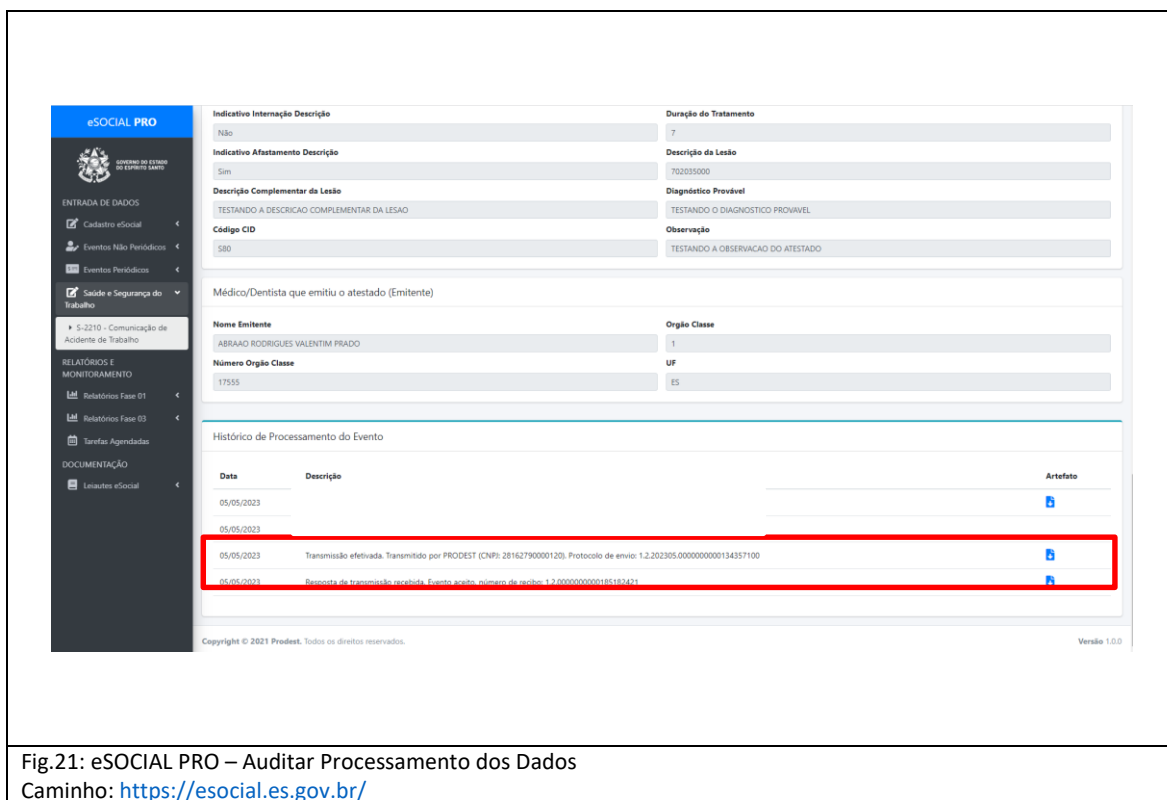 eSOCIAL PRO
GOVERNO DO ESTADO
DO ESPÍRITO SANTO
ENTRADA DE DADOS
Cadastro eSocial
Eventos Não Periódicos
Eventos Periódicos
Saúde e Segurança do
Trabalho
S-2210 - Comunicação de
Acidente de Trabalho
RELATÓRIOS E
MONITORAMENTO
Relatórios Fase 01
Relatórios Fase 03
Tarefas Agendadas
DOCUMENTAÇÃO
Leiautes eSocial
Indicativo Internação Descrição Duração do Tratamento
Não 7
Indicativo Afastamento Descrição Descrição da Lesão
Sim 702035000
Descrição Complementar da Lesão Diagnóstico Provável
TESTANDO A DESCRICAO COMPLEMENTAR DA LESAO TESTANDO O DIAGNOSTICO PROVAVEL
Código CID Observação
S80 TESTANDO A OBSERVACAO DO ATESTADO
Médico/Dentista que emitiu o atestado (Emitente)
Nome Emitente Orgão Classe
ABRAAO RODRIGUES VALENTIM PRADO 1
Número Orgão Classe UF
17555 ES
Histórico de Processamento do Evento
Data Descrição Artefato
05/05/2023
05/05/2023
05/05/2023 Transmissão efetivada. Transmitido por PRODEST (CNPJ: 28162790000120). Protocolo de envio: 1.2.202305.0000000000134357100
05/05/2023 Resposta de transmissão recebida. Evento aceito, número de recibo: 1.2.0000000000185182421
Copyright © 2021 Prodest. Todos os direitos reservados. Versão 1.0.0
Fig.21: eSOCIAL PRO – Auditar Processamento dos Dados
Caminho: https://esocial.es.gov.br/